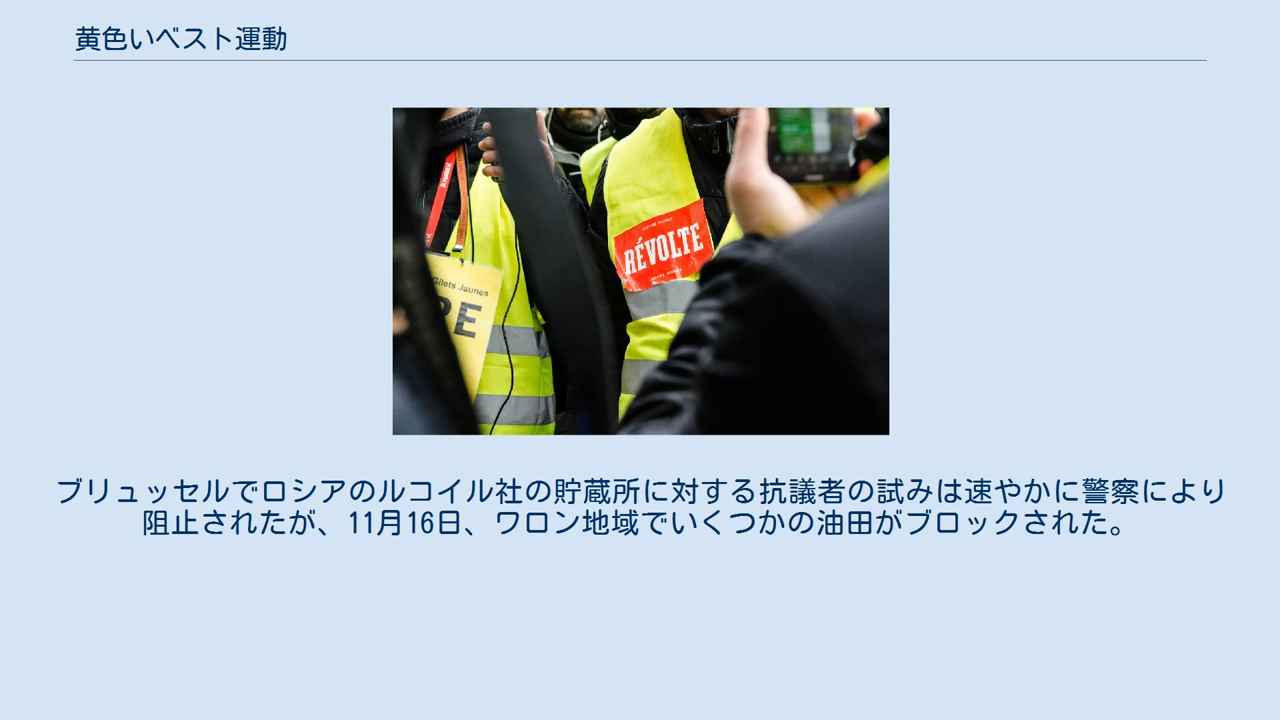 黄色いベスト運動
RÉVOLTE
Gilets Jaunes
ブリュッセルでロシアのルコイル社の貯蔵所に対する抗議者の試みは速やかに警察により
阻止されたが、11月16日、ワロン地域でいくつかの油田がブロックされた。